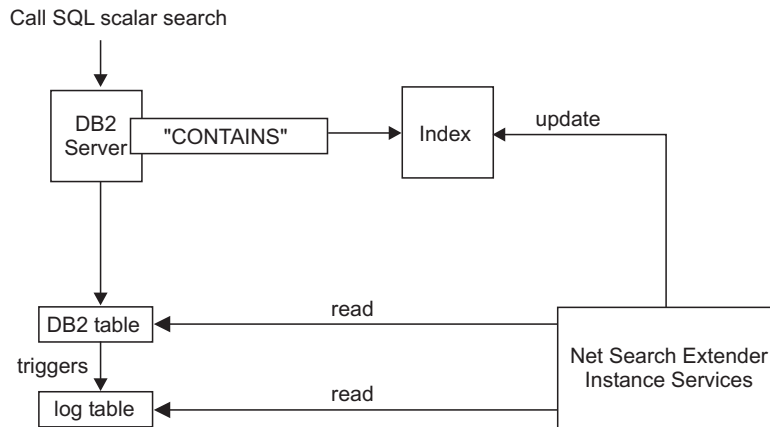 Call SQL scalar search
DB2
Server
"CONTAINS"
Index
update
DB2 table
read
triggers
Net Search Extender
Instance Services
log table
read